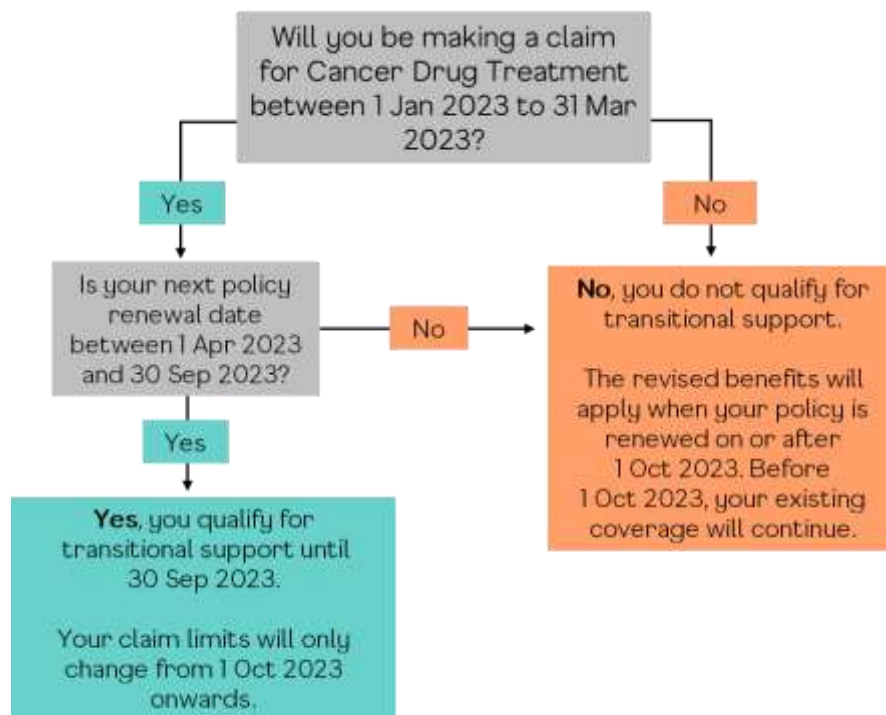 Will you be making a claim
for Cancer Drug Treatment
between 1 Jan 2023 to 31 Mar
2023?
Yes
No
Is your next policy
renewal date
between 1 Apr 2023
and 30 Sep 2023?
No
No, you do not qualify for
transitional support.
The revised benefits will
apply when your policy is
renewed on or after
1 Oct 2023. Before
1 Oct 2023, your existing
coverage will continue.
Yes
Yes, you qualify for
transitional support until
30 Sep 2023.
Your claim limits will only
change from 1 Oct 2023
onwards.